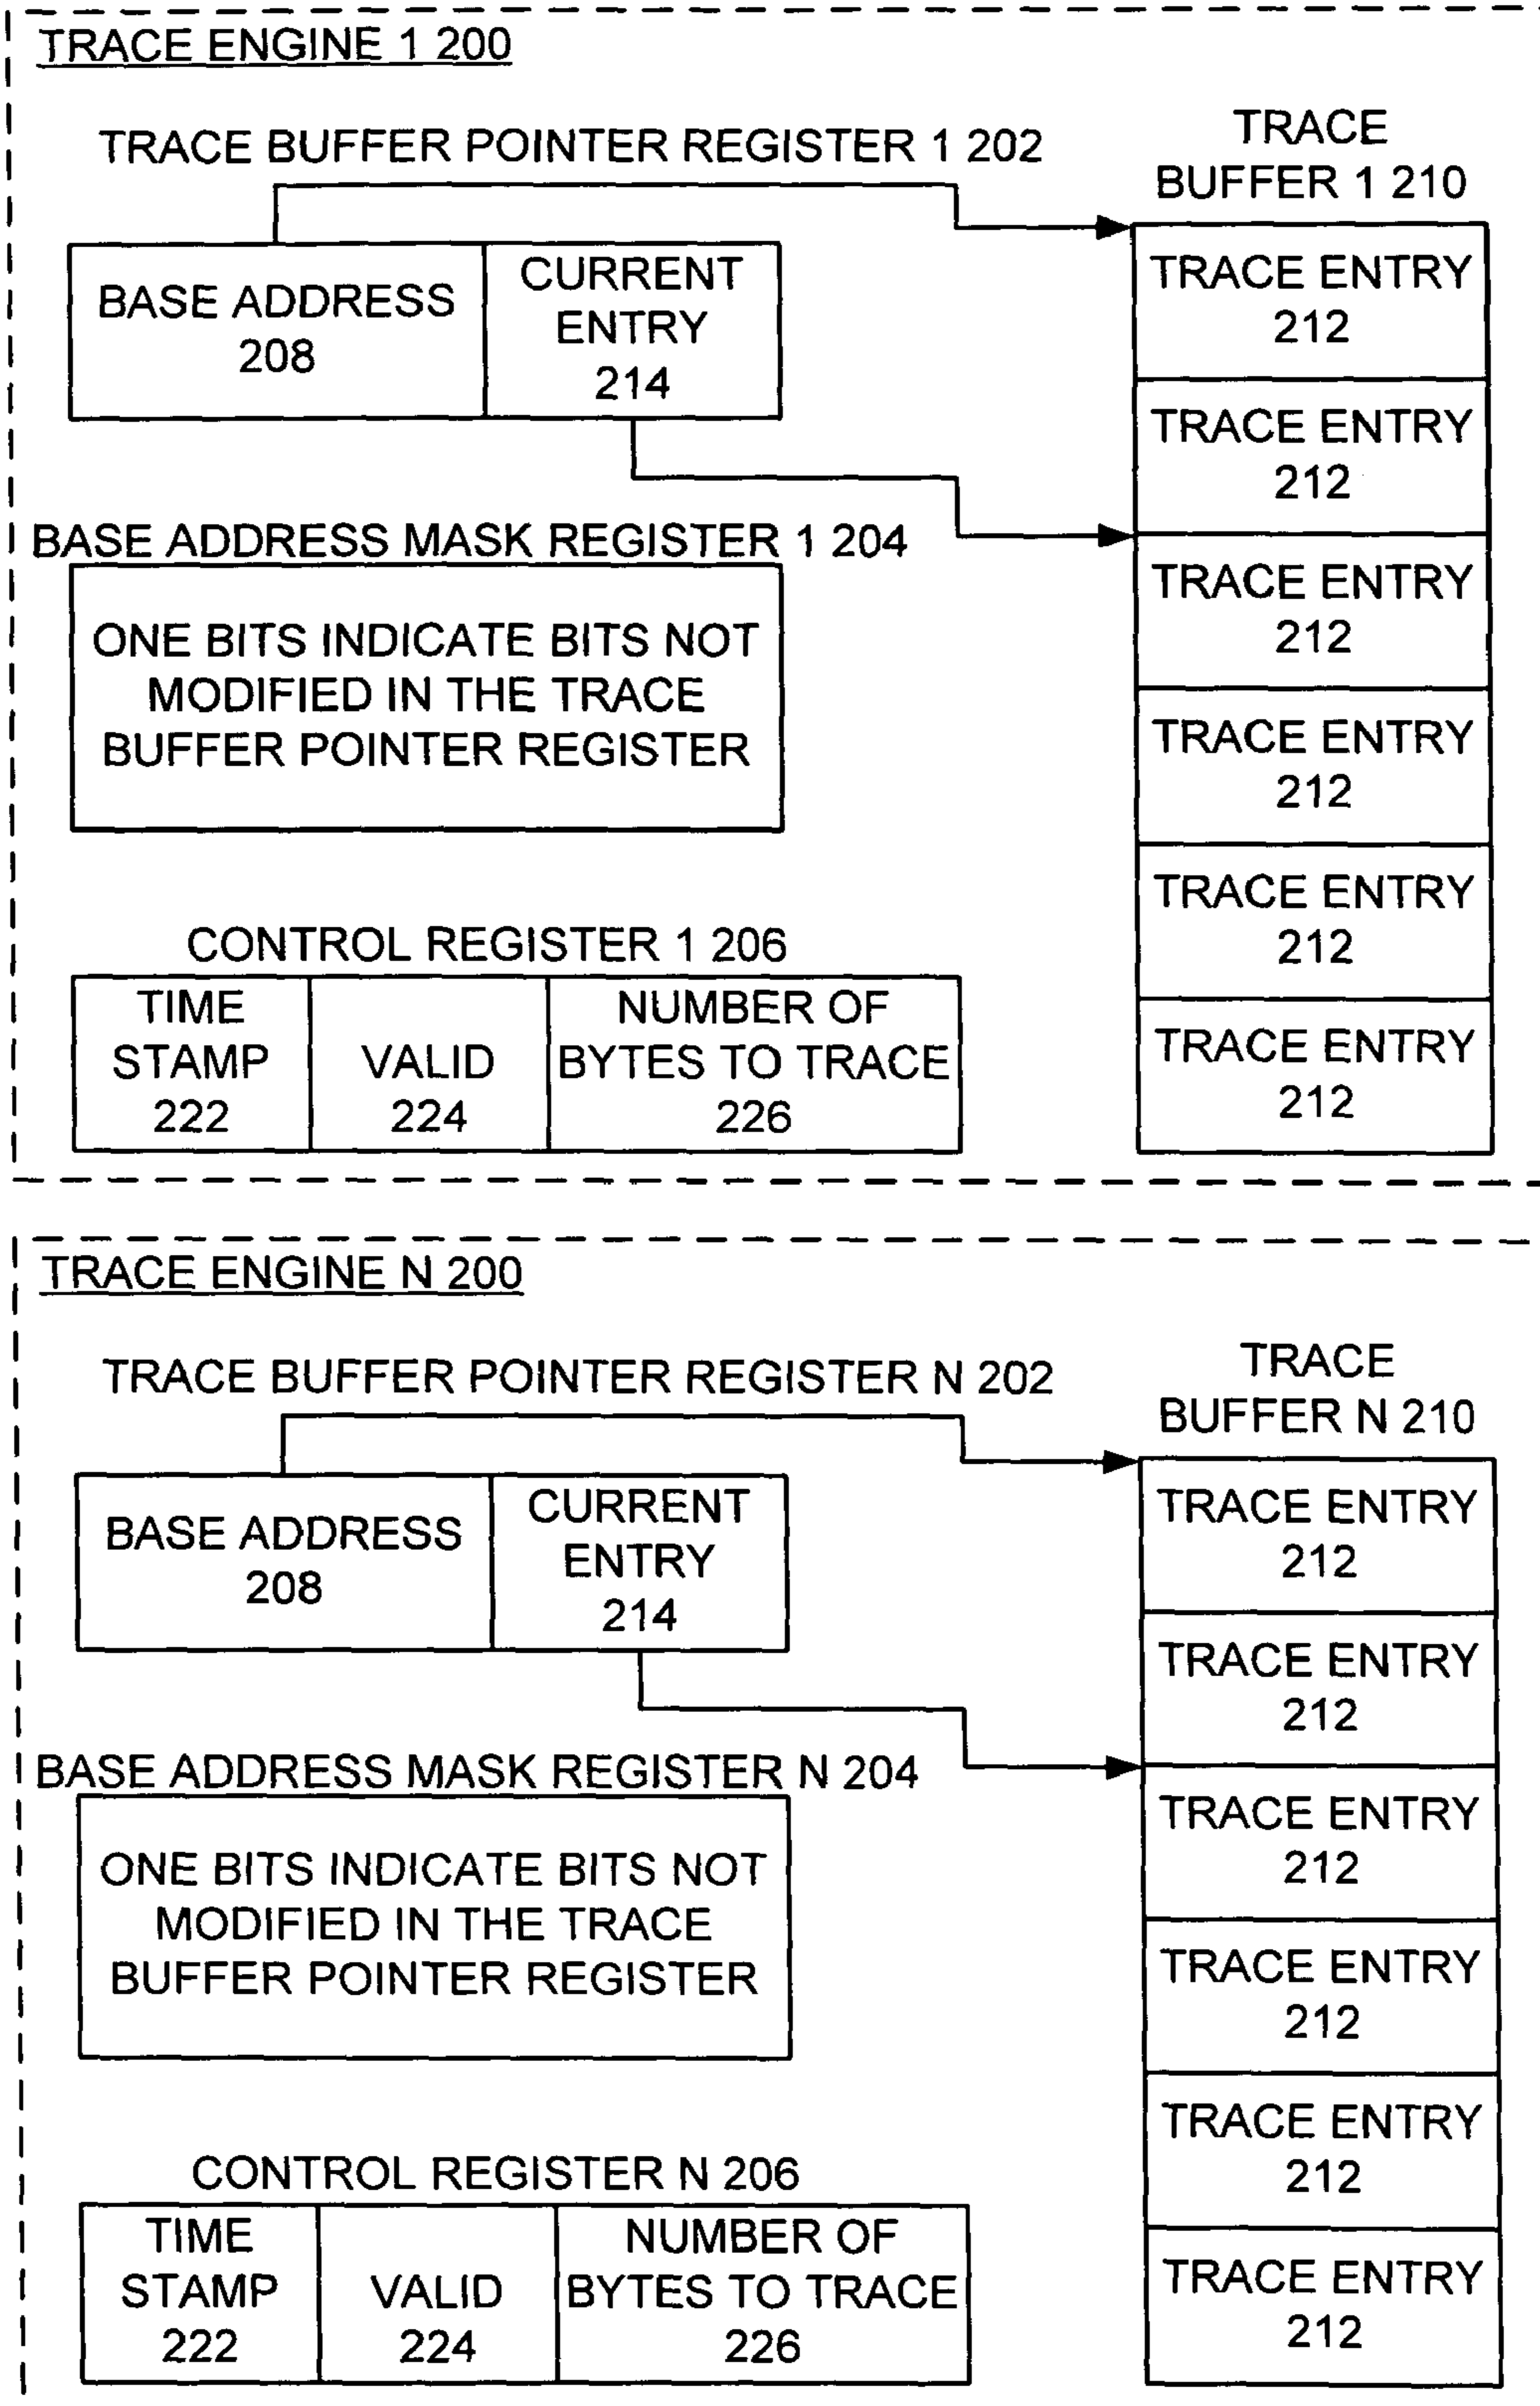 TRACE ENGINE 1 200
TRACE BUFFER POINTER REGISTER 1 202
BASE ADDRESS
208
CURRENT
ENTRY
214
BASE ADDRESS MASK REGISTER 1 204
ONE BITS INDICATE BITS NOT
MODIFIED IN THE TRACE
BUFFER POINTER REGISTER
CONTROL REGISTER 1 206
TIME
STAMP
222
VALID
224
NUMBER OF
BYTES TO TRACE
226
TRACE
BUFFER 1 210
TRACE ENTRY
212
TRACE ENTRY
212
TRACE ENTRY
212
TRACE ENTRY
212
TRACE ENTRY
212
TRACE ENTRY
212
TRACE ENGINE N 200
TRACE BUFFER POINTER REGISTER N 202
BASE ADDRESS
208
CURRENT
ENTRY
214
BASE ADDRESS MASK REGISTER N 204
ONE BITS INDICATE BITS NOT
MODIFIED IN THE TRACE
BUFFER POINTER REGISTER
CONTROL REGISTER N 206
TIME
STAMP
222
VALID
224
NUMBER OF
BYTES TO TRACE
226
TRACE
BUFFER N 210
TRACE ENTRY
212
TRACE ENTRY
212
TRACE ENTRY
212
TRACE ENTRY
212
TRACE ENTRY
212
TRACE ENTRY
212